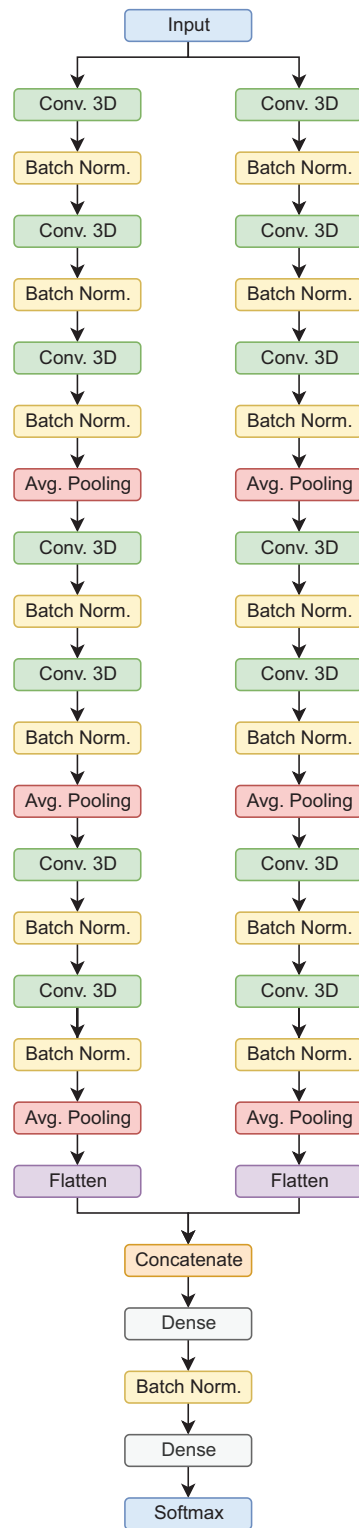 Input
Conv. 3D Conv. 3D
Batch Norm. Batch Norm.
Conv. 3D Conv. 3D
Batch Norm. Batch Norm.
Conv. 3D Conv. 3D
Batch Norm. Batch Norm.
Avg. Pooling Avg. Pooling
Conv. 3D Conv. 3D
Batch Norm. Batch Norm.
Conv. 3D Conv. 3D
Batch Norm. Batch Norm.
Avg. Pooling Avg. Pooling
Conv. 3D Conv. 3D
Batch Norm. Batch Norm.
Conv. 3D Conv. 3D
Batch Norm. Batch Norm.
Avg. Pooling Avg. Pooling
Flatten Flatten
Concatenate
Dense
Batch Norm.
Dense
Softmax